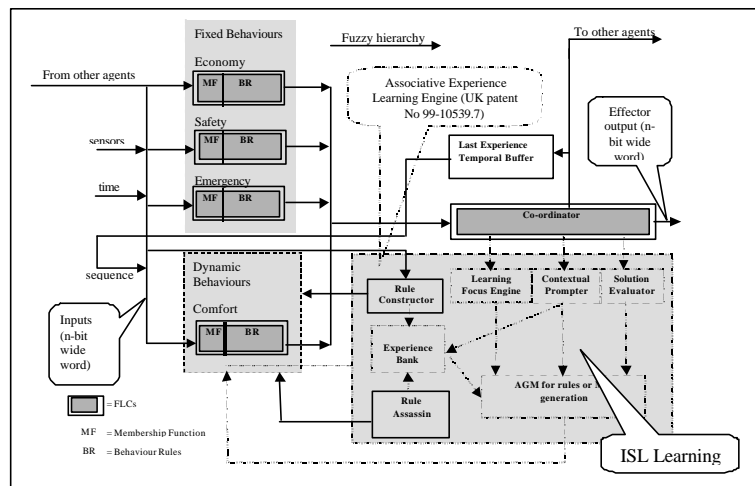 Fixed Behaviours
Fuzzy hierarchy
To other agents
Economy
From other agents
MF BR
Associative Experience
Learning Engine (UK patent
No 99-10539.7)
Effector
output (n-
bit wide
word)
Safety
sensors
MF BR
Last Experience
Temporal Buffer
Emergency
time
MF BR
Co-ordinator
sequence
Dynamic
Behaviours
Rule
Constructor
Learning
Focus Engine
Contextual
Prompter
Solution
Evaluator
Inputs
(n-bit
wide
word)
Comfort
MF BR
Experience
Bank
Rule
Assassin
AGM for rules or
generation
= FLCs
MF = Membership Function
BR = Behaviour Rules
ISL Learning